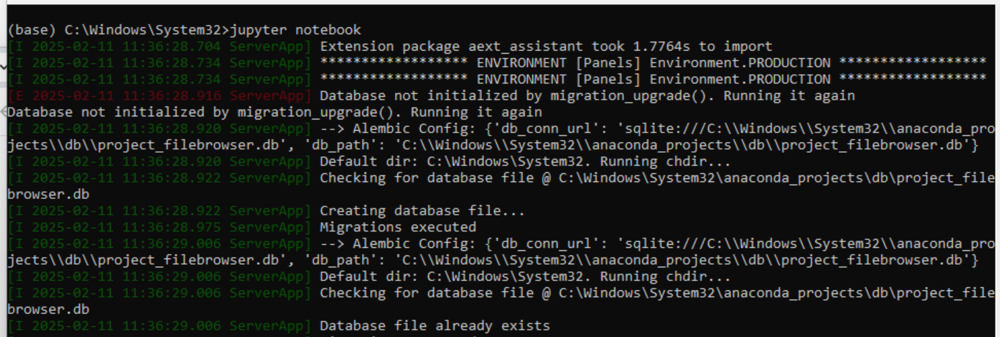 (base) C:\Windows\System32>jupyter notebook
[I 2025-02-11 11:36:28.704 ServerApp] Extension package aext_assistant took 1.7764s to import
[I 2025-02-11 11:36:28.734 ServerApp] ****************** ENVIRONMENT [Panels] Environment.PRODUCTION ******************
[I 2025-02-11 11:36:28.734 ServerApp] ****************** ENVIRONMENT [Panels] Environment.PRODUCTION ******************
[E 2025-02-11 11:36:28.916 ServerApp] Database not initialized by migration_upgrade(). Running it again
Database not initialized by migration_upgrade(). Running it again
[I 2025-02-11 11:36:28.920 ServerApp] --> Alembic Config: {'db_conn_url': 'sqlite:///C:\\Windows\\System32\\anaconda_pro
jects\\db\\project_filebrowser.db', 'db_path': 'C:\\Windows\\System32\\anaconda_projects\\db\\project_filebrowser.db'}
[I 2025-02-11 11:36:28.920 ServerApp] Default dir: C:\Windows\System32. Running chdir...
[I 2025-02-11 11:36:28.922 ServerApp] Checking for database file @ C:\Windows\System32\anaconda_projects\db\project_file
browser.db
[I 2025-02-11 11:36:28.922 ServerApp] Creating database file...
[I 2025-02-11 11:36:28.975 ServerApp] Migrations executed
[I 2025-02-11 11:36:29.006 ServerApp] --> Alembic Config: {'db_conn_url': 'sqlite:///C:\\Windows\\System32\\anaconda_pro
jects\\db\\project_filebrowser.db', 'db_path': 'C:\\Windows\\System32\\anaconda_projects\\db\\project_filebrowser.db'}
[I 2025-02-11 11:36:29.006 ServerApp] Default dir: C:\Windows\System32. Running chdir...
[I 2025-02-11 11:36:29.006 ServerApp] Checking for database file @ C:\Windows\System32\anaconda_projects\db\project_file
browser.db
[I 2025-02-11 11:36:29.006 ServerApp] Database file already exists